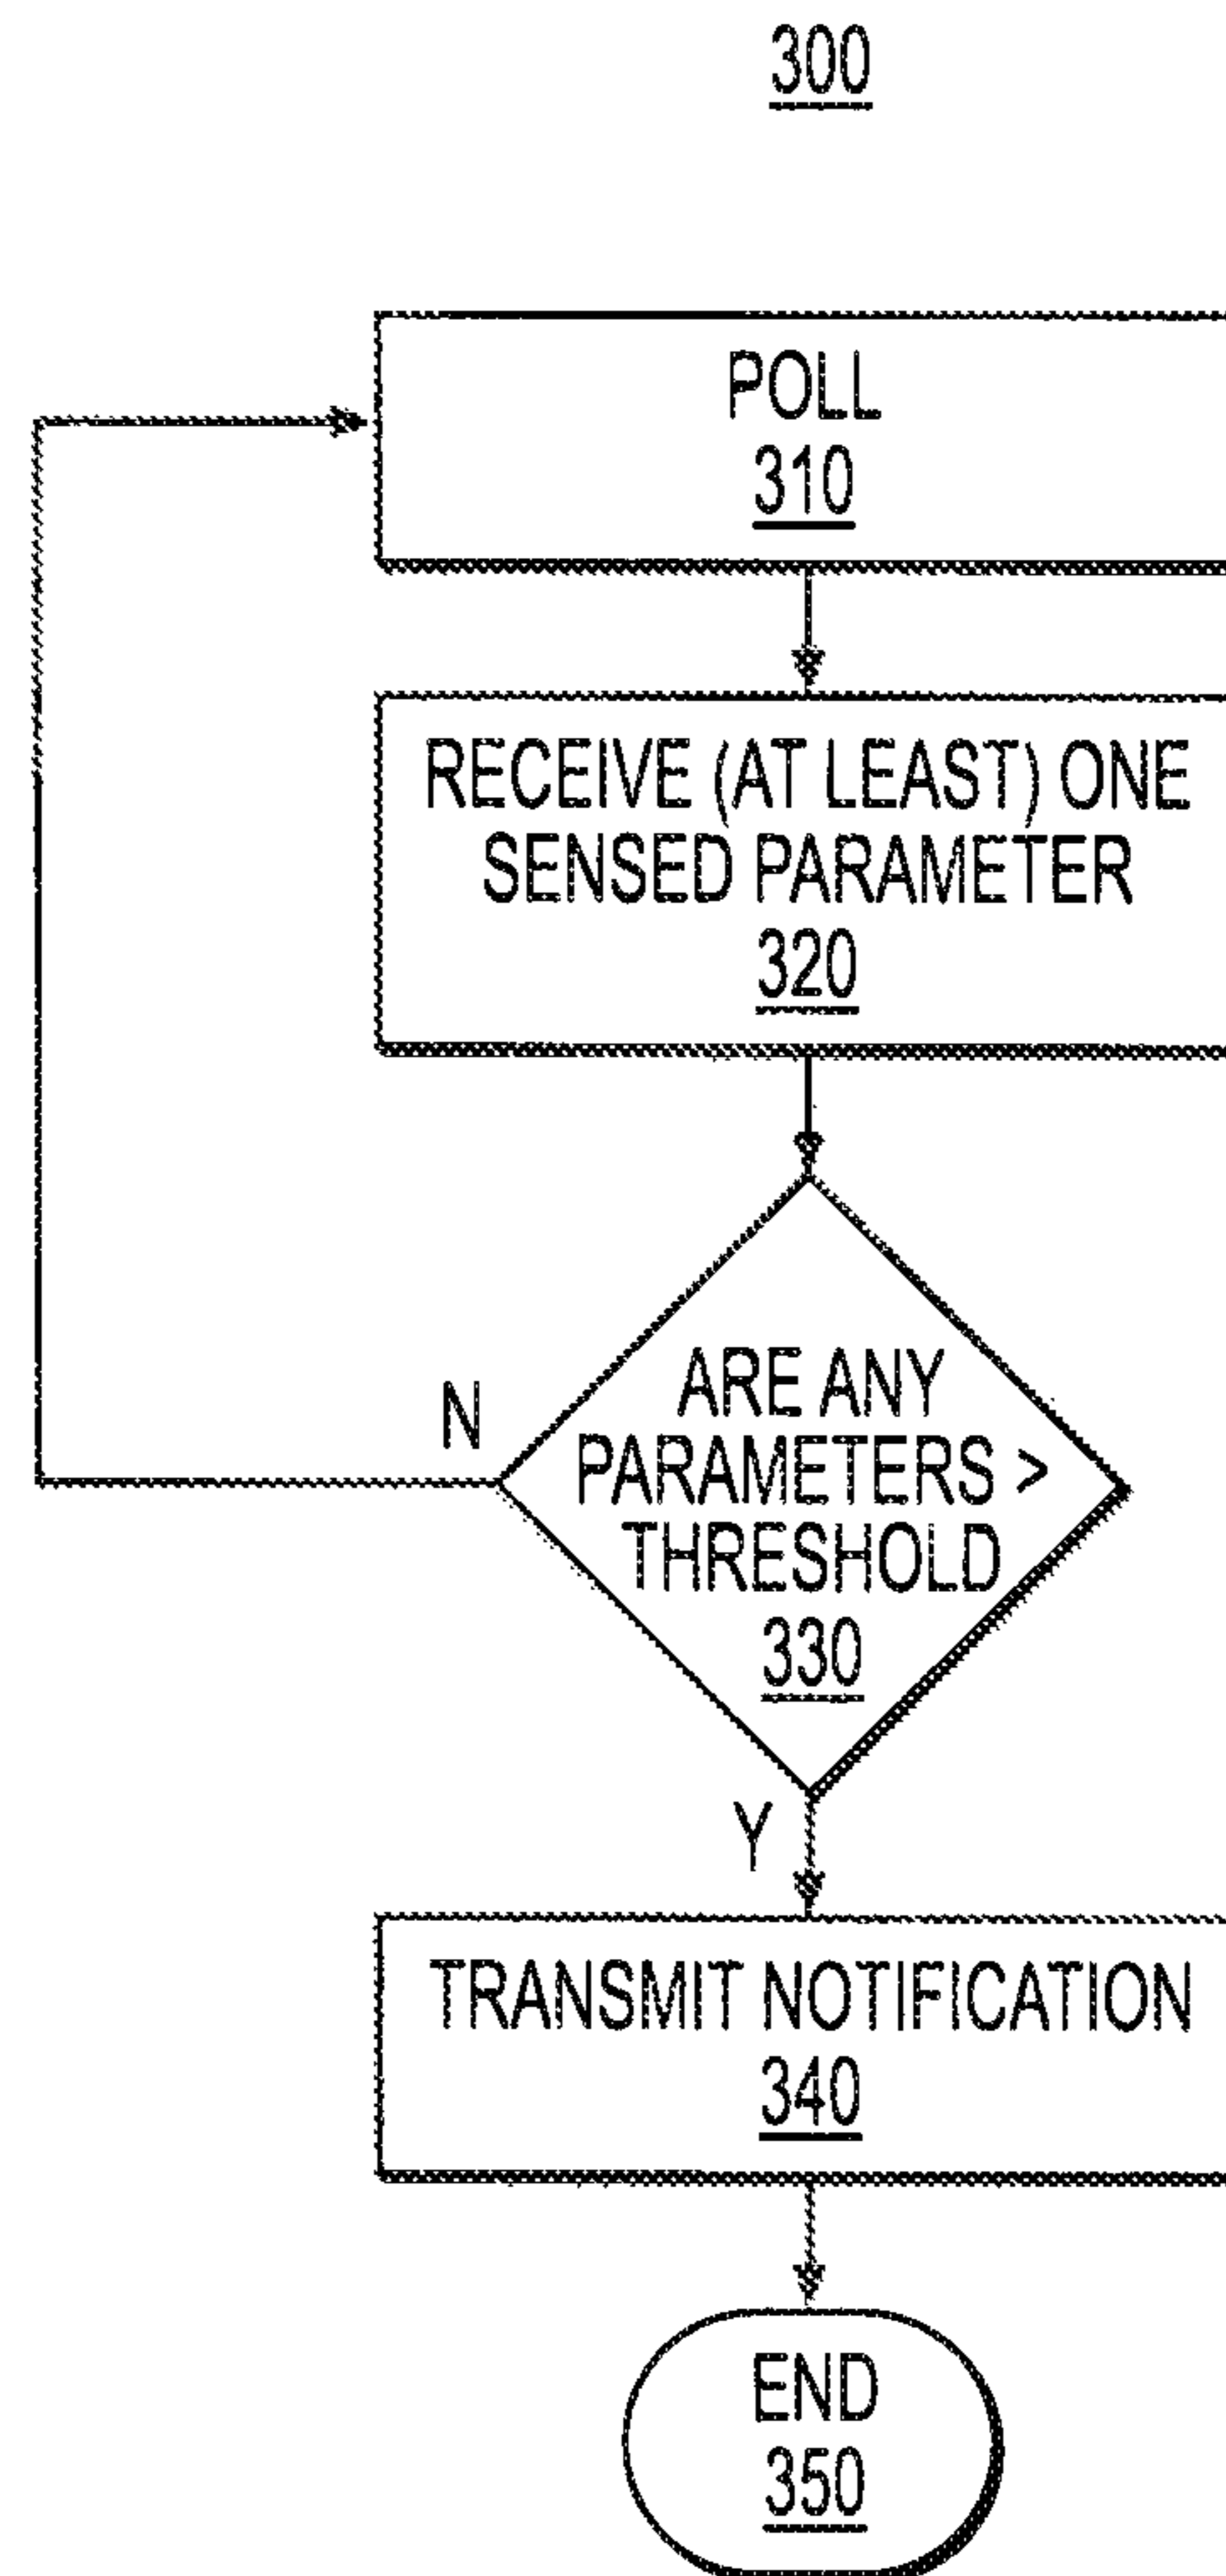 300
POLL
310
RECEIVE (AT LEAST) ONE
SENSED PARAMETER
320
ARE ANY
PARAMETERS >
THRESHOLD
330
N
Y
TRANSMIT NOTIFICATION
340
END
350